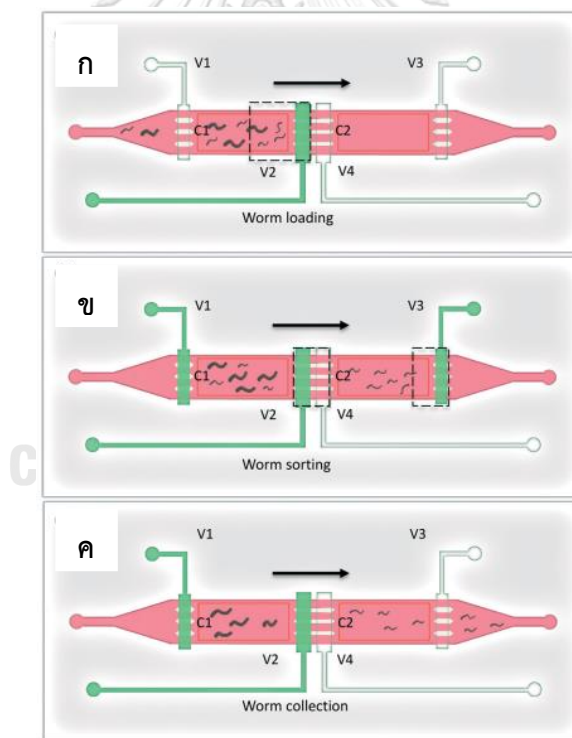 ก
V1 V3
C1 C2
V2 V4
Worm loading
ข
V1 V3
C1 C2
V2 V4
Worm sorting
C
ค
V1 V3
C1 C2
V2 V4
Worm collection